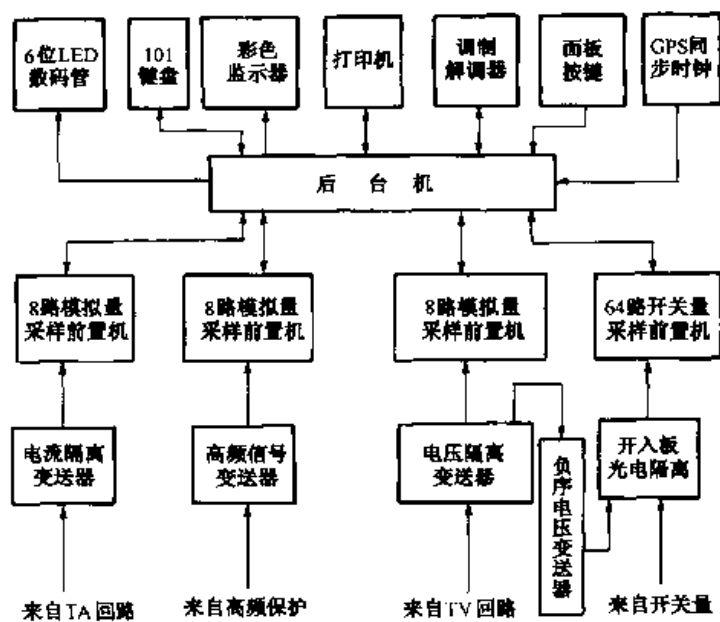 6位LED
数码管
101
键盘
彩色
监示器
打印机
调制
解调器
面板
按键
GPS同
步时钟
后台机
8路模拟量
采样前置机
8路模拟量
采样前置机
8路模拟量
采样前置机
64路开关量
采样前置机
电流隔离
变送器
高频信号
变送器
电压隔离
变送器
负序电压变送器
开入板
光电隔离
来自TA回路
来自高频保护
来自TV回路
来自开关量